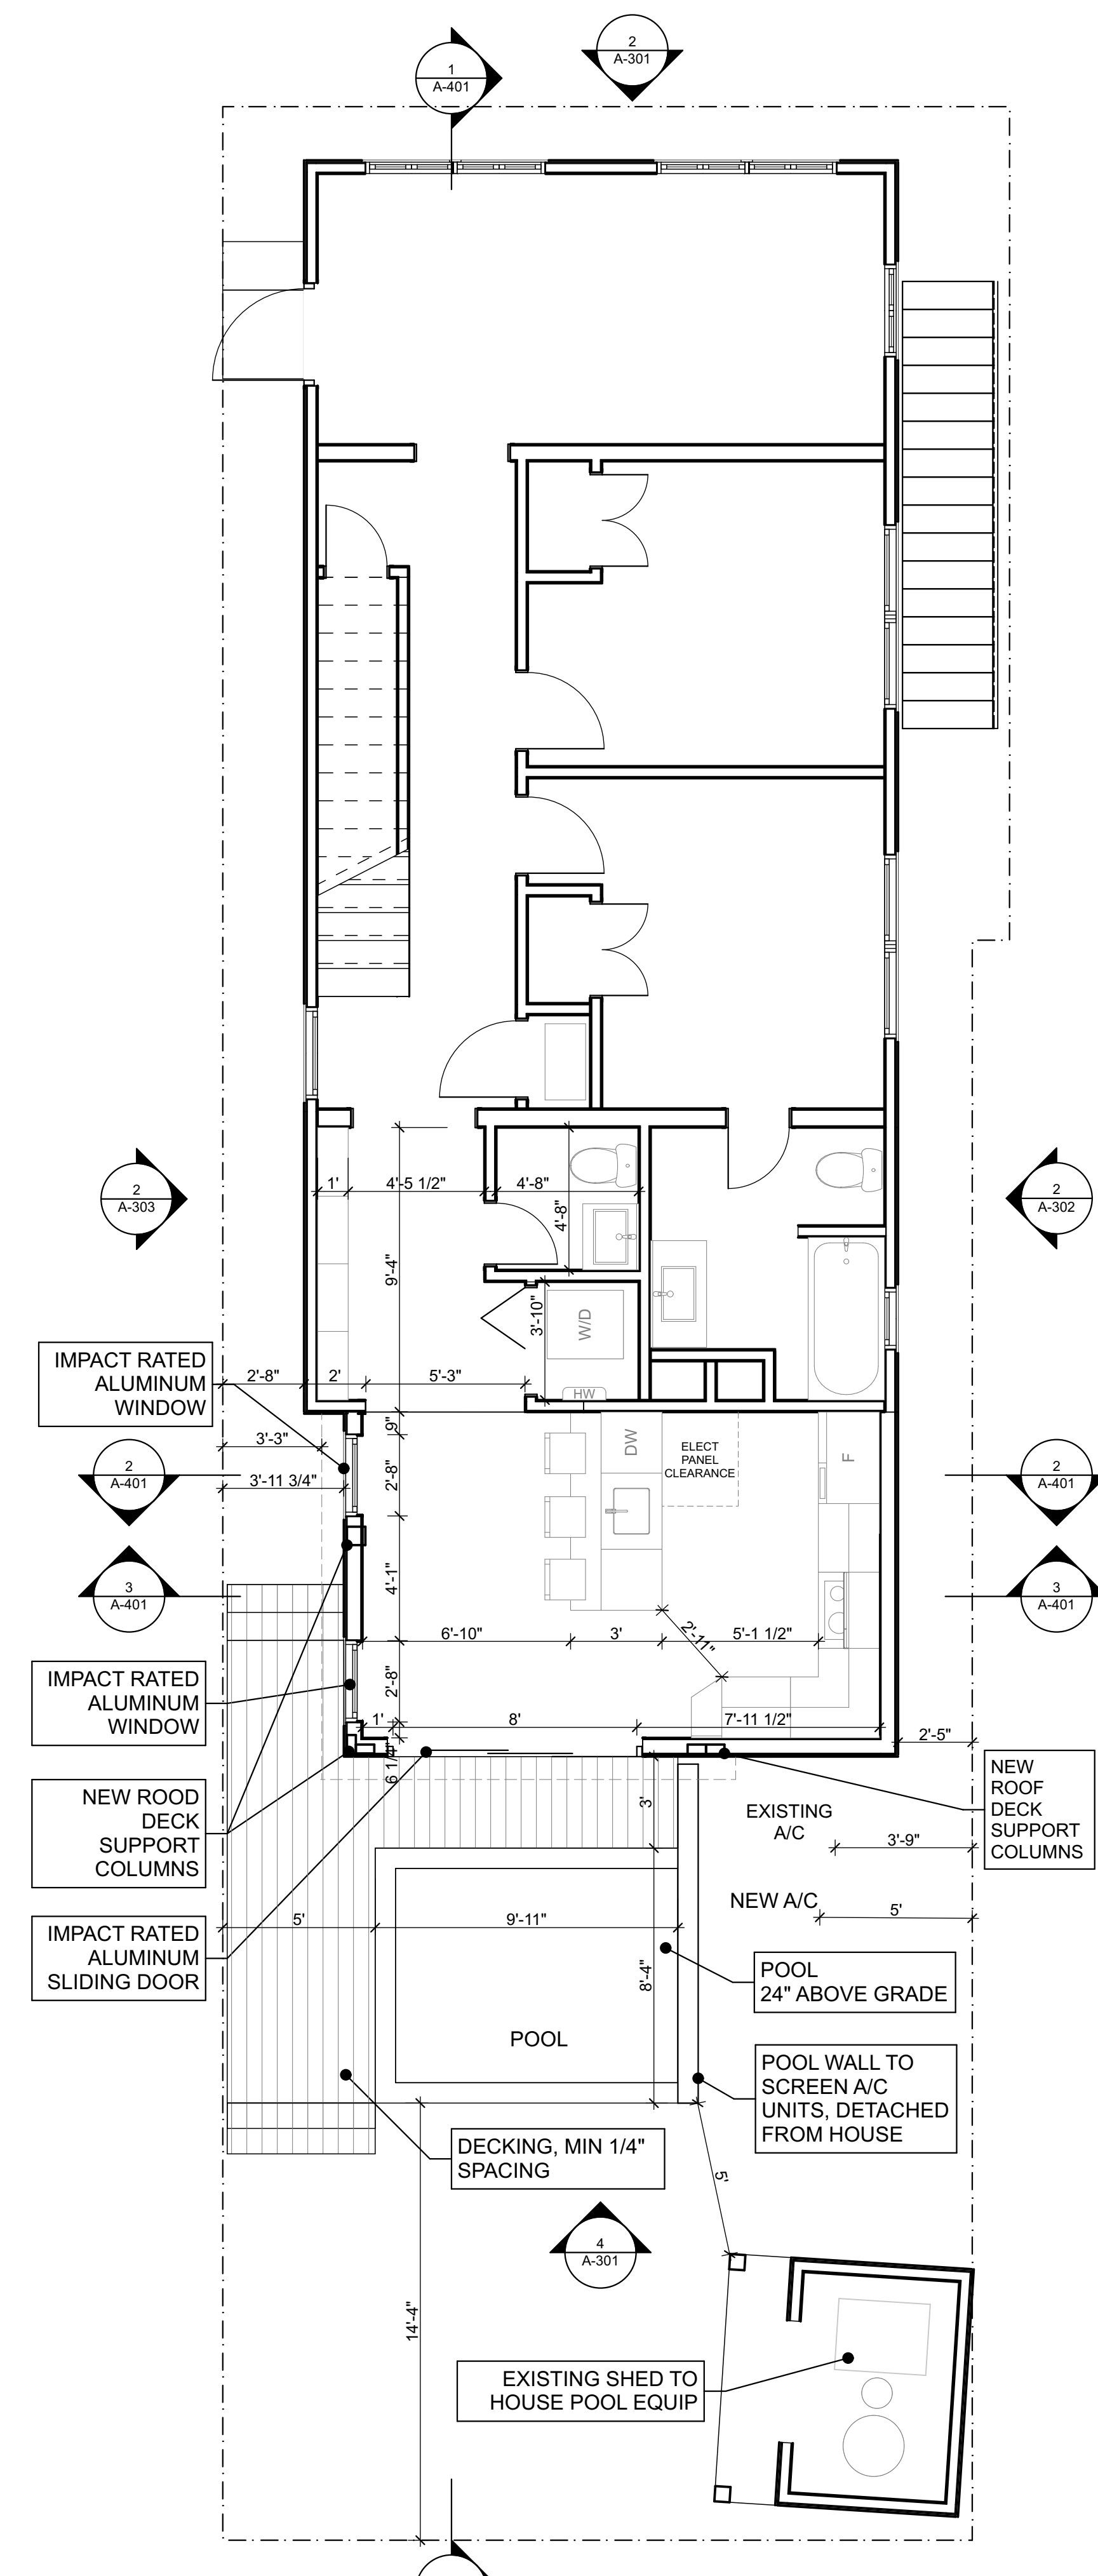 1
A-401
2
A-301
2
A-303
2
A-302
1'
4'-5 1/2"
4'-8"
4'-8"
9'-4"
3'-10"
W/D
HW
IMPACT RATED
ALUMINUM
WINDOW
2'-8"
2'
5'-3"
9"
3'-3"
3'-11 3/4"
2'-8"
DW
ELECT
PANEL
CLEARANCE
F
2
A-401
2
A-401
3
A-401
3
A-401
4'-1"
6'-10"
3'
2'-11"
5'-1 1/2"
IMPACT RATED
ALUMINUM
WINDOW
2'-8"
1'
8'
7'-11 1/2"
2'-5"
6 1/4"
NEW ROOD
DECK
SUPPORT
COLUMNS
NEW
ROOF
DECK
SUPPORT
COLUMNS
3'
EXISTING
A/C
3'-9"
NEW A/C
5'
5'
9'-11"
8'-4"
IMPACT RATED
ALUMINUM
SLIDING DOOR
POOL
24" ABOVE GRADE
POOL
POOL WALL TO
SCREEN A/C
UNITS, DETACHED
FROM HOUSE
DECKING, MIN 1/4"
SPACING
5'
4
A-301
14'-4"
EXISTING SHED TO
HOUSE POOL EQUIP